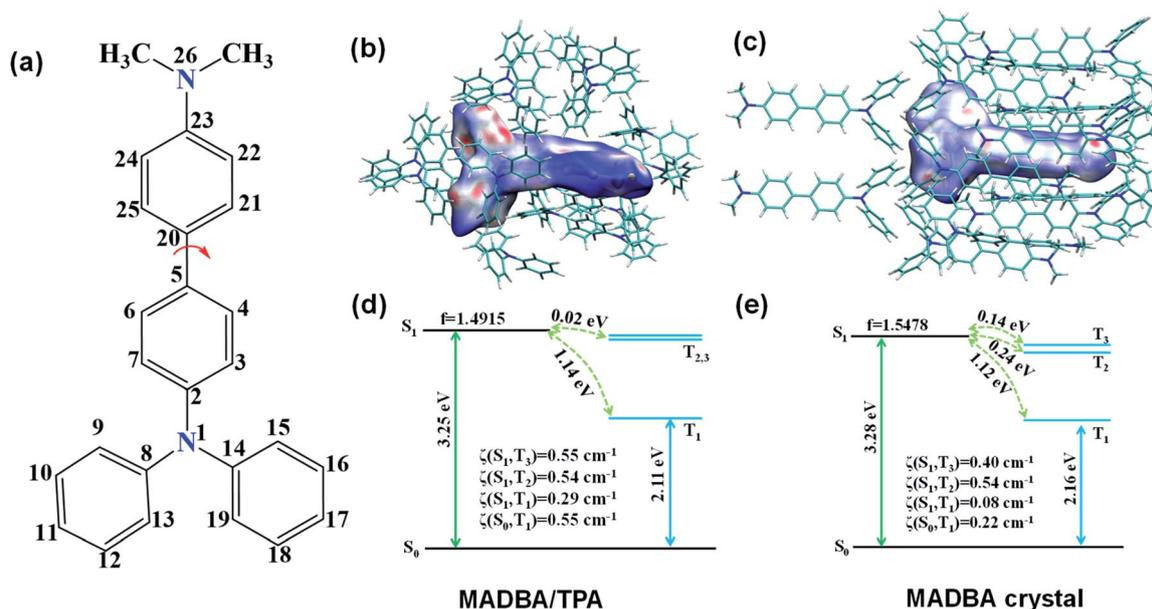 (a)
H₃C 26 CH₃
N
23
24 22
25 21
20
5
6 4
7 3
2
N 1
9 8 14 15
10 16
11 13 19 17
12 18
(b)
(c)
(d)
S₁ f=1.4915 0.02 eV
T₂,₃
1.14 eV
3.25 eV
T₁
ζ(S₁,T₃)=0.55 cm⁻¹
ζ(S₁,T₂)=0.54 cm⁻¹
ζ(S₁,T₁)=0.29 cm⁻¹
ζ(S₀,T₁)=0.55 cm⁻¹
2.11 eV
S₀
MADBA/TPA
(e)
S₁ f=1.5478 0.14 eV
T₃
0.24 eV
T₂
1.12 eV
3.28 eV
T₁
ζ(S₁,T₃)=0.40 cm⁻¹
ζ(S₁,T₂)=0.54 cm⁻¹
ζ(S₁,T₁)=0.08 cm⁻¹
ζ(S₀,T₁)=0.22 cm⁻¹
2.16 eV
S₀
MADBA crystal